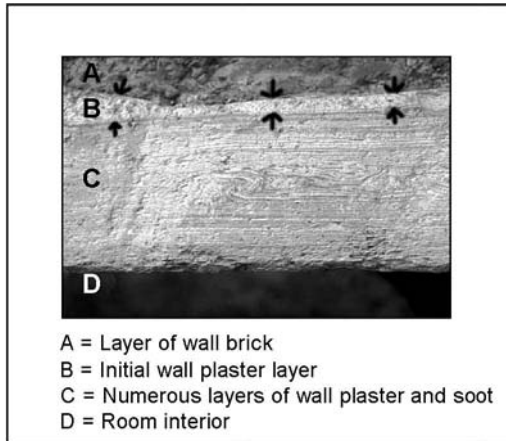 A
B
C
D
A = Layer of wall brick
B = Initial wall plaster layer
C = Numerous layers of wall plaster and soot
D = Room interior